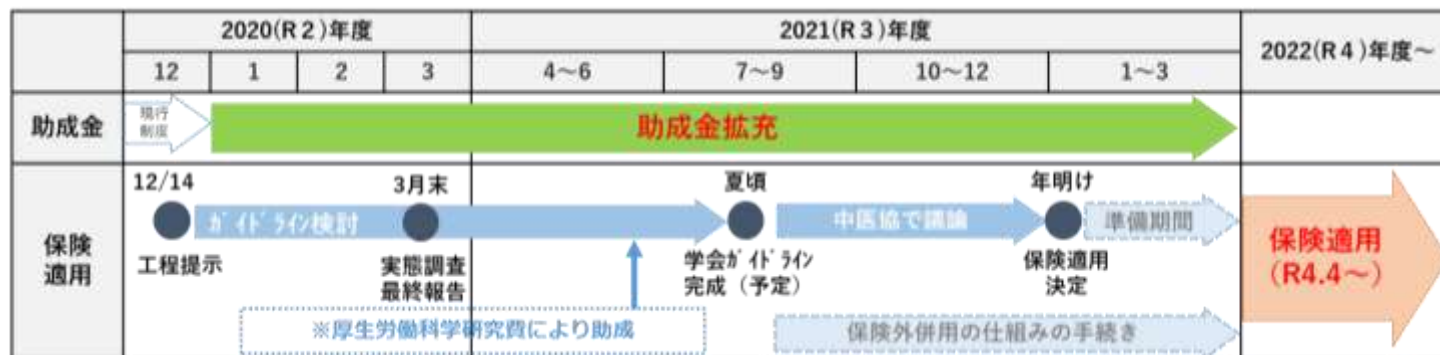 2020(R２)年度
2021(R３)年度
2022(R４)年度～
12
1
2
3
4～6
7～9
10～12
1～3
助成金
現行
制度
助成金拡充
保険
適用
12/14
3月末
夏頃
年明け
ｶﾞｲﾄﾞﾗｲﾝ検討
中医協で議論
準備期間
工程提示
実態調査
最終報告
学会ｶﾞｲﾄﾞﾗｲﾝ
完成（予定）
保険適用
決定
保険適用
(R4.4～)
※厚生労働科学研究費により助成
保険外併用の仕組みの手続き